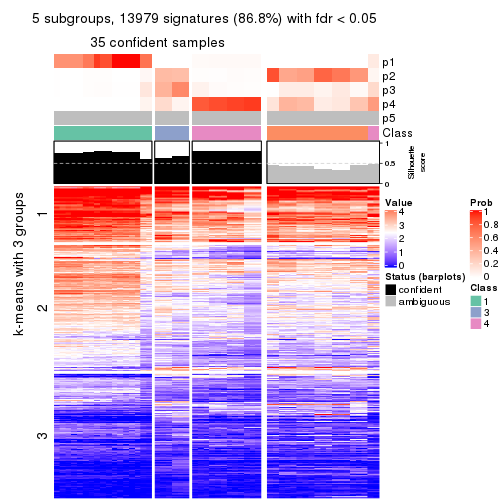 5 subgroups, 13979 signatures (86.8%) with fdr < 0.05
35 confident samples
p1
p2
p3
p4
p5
Class
1
0.5
0
Silhouette
score
k-means with 3 groups
1
2
3
Value
4
3
2
1
0
Status (barplots)
confident
ambiguous
Prob
1
0.8
0.6
0.4
0.2
0
Class
1
3
4